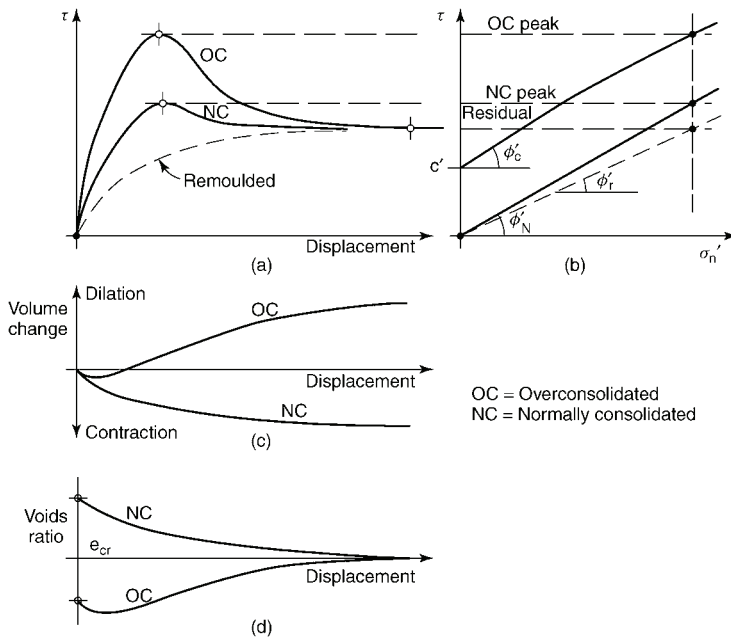 τ
OC
NC
Remoulded
Displacement
(a)
τ
OC peak
NC peak
Residual
c′
ϕ′c
ϕ′r
ϕ′N
σn′
(b)
Volume
change
Dilation
OC
Displacement
NC
Contraction
(c)
OC = Overconsolidated
NC = Normally consolidated
Voids
ratio
NC
ecr
Displacement
OC
(d)